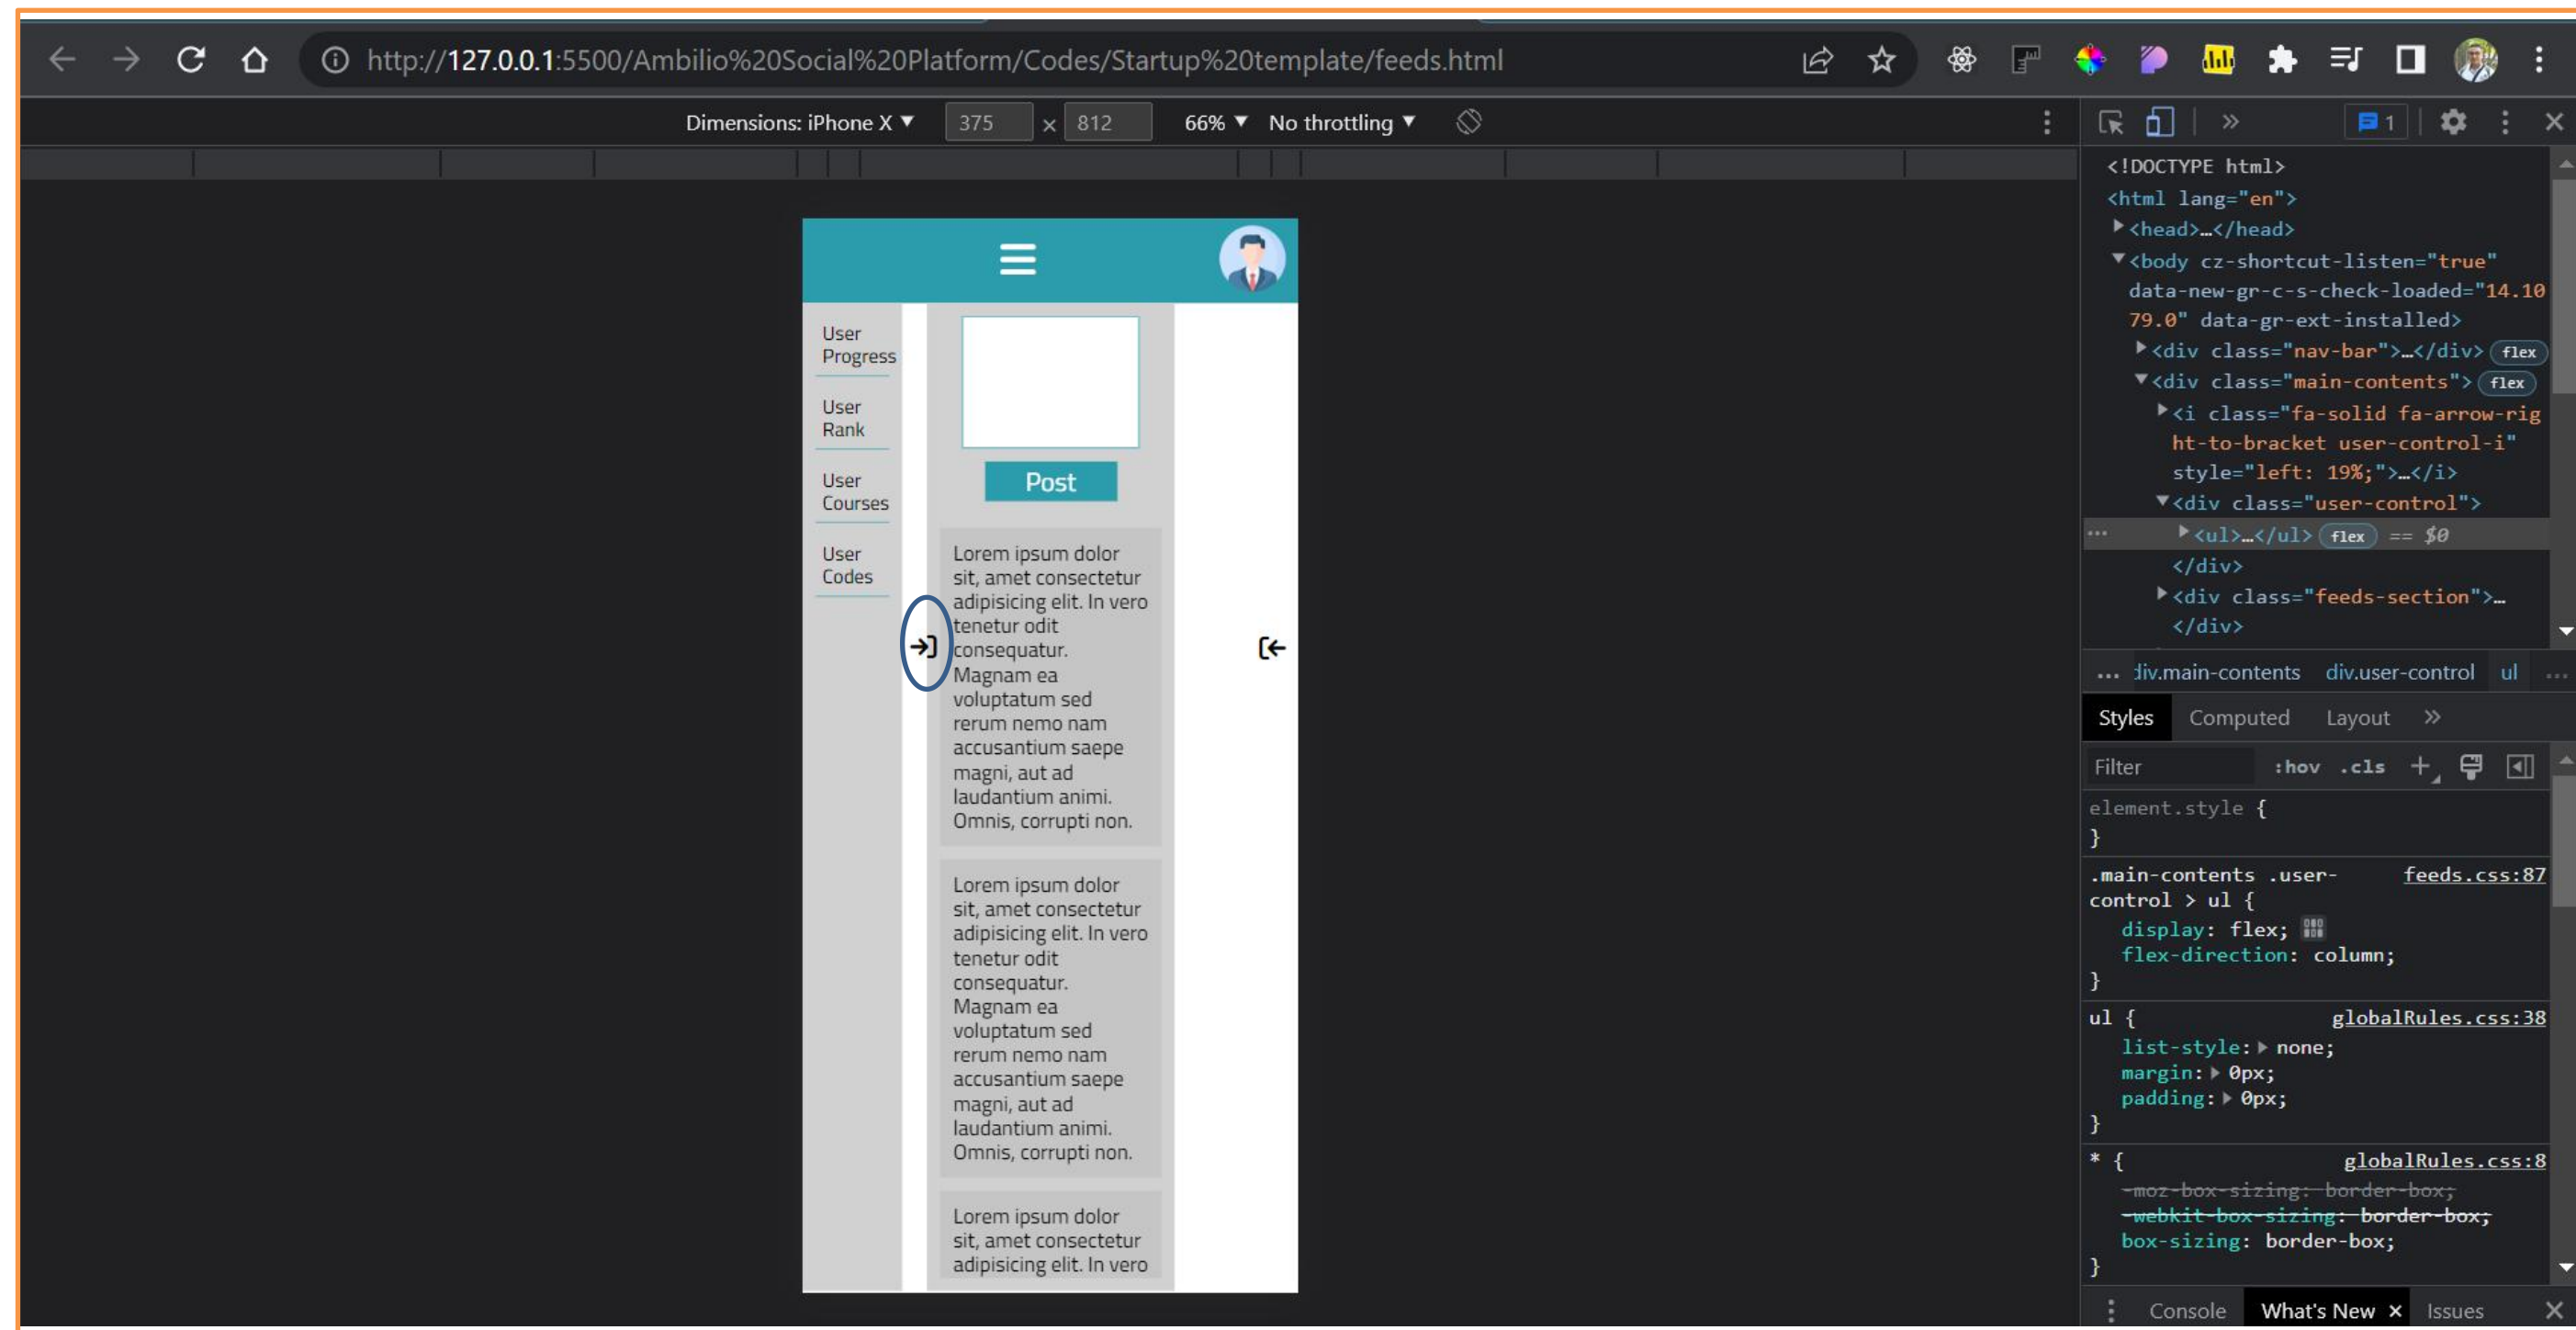 http://127.0.0.1:5500/Ambilio%20Social%20Platform/Codes/Startup%20template/feeds.html
Dimensions: iPhone X ▼ 375 × 812 66% ▼ No throttling ▼
User
Progress
User
Rank
User
Courses
User
Codes
Post
Lorem ipsum dolor
sit, amet consectetur
adipisicing elit. In vero
tenetur odit
consequatur.
Magnam ea
voluptatum sed
rerum nemo nam
accusantium saepe
magni, aut ad
laudantium animi.
Omnis, corrupti non.
Lorem ipsum dolor
sit, amet consectetur
adipisicing elit. In vero
tenetur odit
consequatur.
Magnam ea
voluptatum sed
rerum nemo nam
accusantium saepe
magni, aut ad
laudantium animi.
Omnis, corrupti non.
Lorem ipsum dolor
sit, amet consectetur
adipisicing elit. In vero
» 1
<!DOCTYPE html>
<html lang="en">
<head>…</head>
<body cz-shortcut-listen="true"
data-new-gr-c-s-check-loaded="14.10
79.0" data-gr-ext-installed>
<div class="nav-bar">…</div> flex
<div class="main-contents"> flex
<i class="fa-solid fa-arrow-rig
ht-to-bracket user-control-i"
style="left: 19%;">…</i>
<div class="user-control">
… <ul>…</ul> flex == $0
</div>
<div class="feeds-section">…
</div>
… div.main-contents div.user-control ul …
Styles Computed Layout »
Filter :hov .cls +
element.style {
}
.main-contents .user- feeds.css:87
control > ul {
display: flex;
flex-direction: column;
}
ul { globalRules.css:38
list-style: none;
margin: 0px;
padding: 0px;
}
* { globalRules.css:8
-moz-box-sizing: border-box;
-webkit-box-sizing: border-box;
box-sizing: border-box;
}
Console What's New × Issues